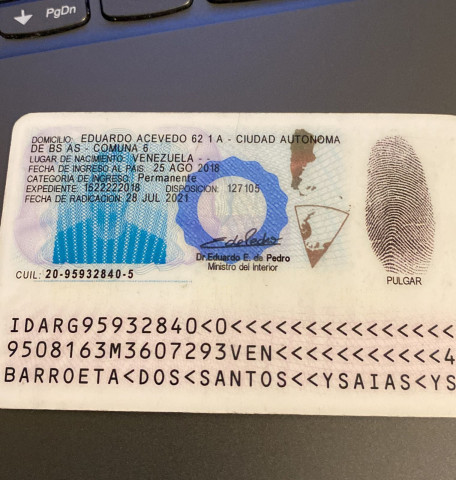 PgDn
DOMICILIO: EDUARDO ACEVEDO 62 1 A - CIUDAD AUTONOMA
DE BS AS - COMUNA 6
LUGAR DE NACIMIENTO: VENEZUELA - -
FECHA DE INGRESO AL PAIS: 25 AGO 2018
CATEGORIA DE INGRESO: Permanente
EXPEDIENTE: 1522222018 DISPOSICION: 127105
FECHA DE RADICACION: 28 JUL 2021
Dr. Eduardo E. de Pedro
Ministro del Interior
CUIL: 20-95932840-5
PULGAR
IDARG95932840<0<<<<<<<<<<<<<<<
9508163M3607293VEN<<<<<<<<<<<4
BARROETA<DOS<SANTOS<<YSAIAS<YS